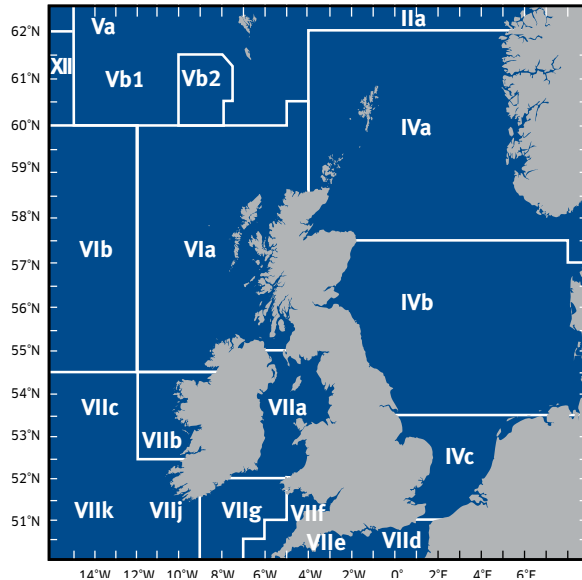 Va
IIa
62°N
XII
Vb1
Vb2
61°N
60°N
IVa
59°N
58°N
VIb
VIa
57°N
IVb
56°N
55°N
54°N
VIIc
VIIa
VIIb
53°N
IVc
52°N
VIIk
VIIj
VIIg
VIIf
51°N
VIIe
VIId
14°W 12°W 10°W 8°W 6°W 4°W 2°W 0°W 2°E 4°E 6°E